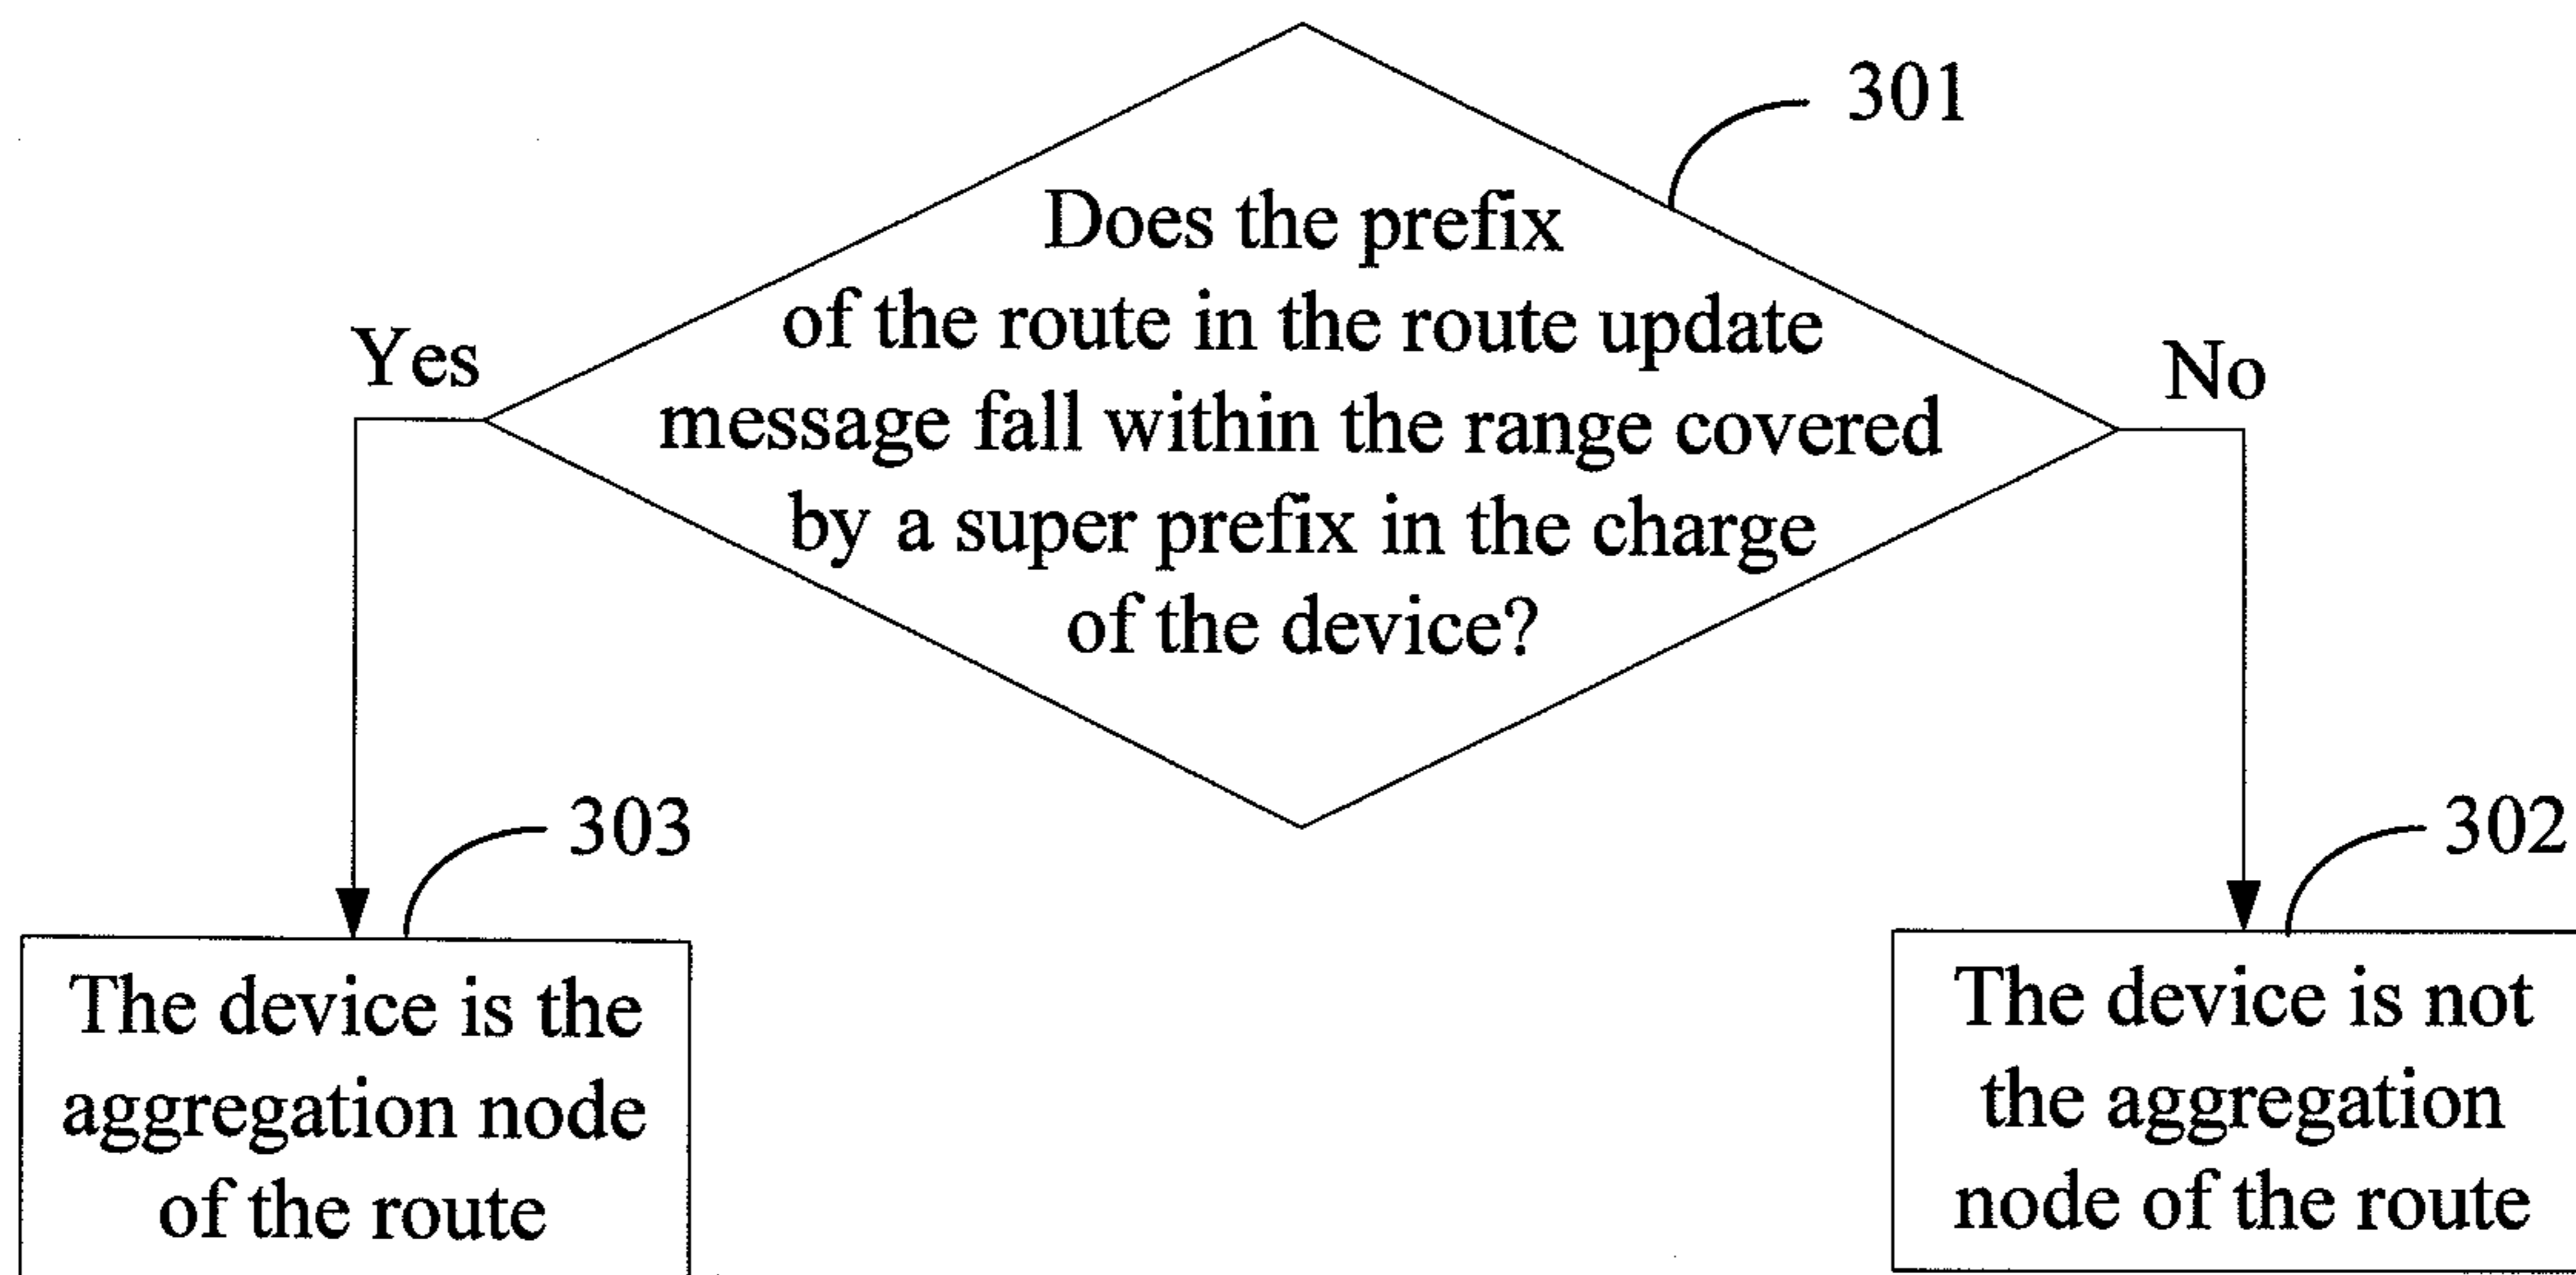 301
Does the prefix
of the route in the route update
message fall within the range covered
by a super prefix in the charge
of the device?
Yes
No
303
The device is the
aggregation node
of the route
302
The device is not
the aggregation
node of the route